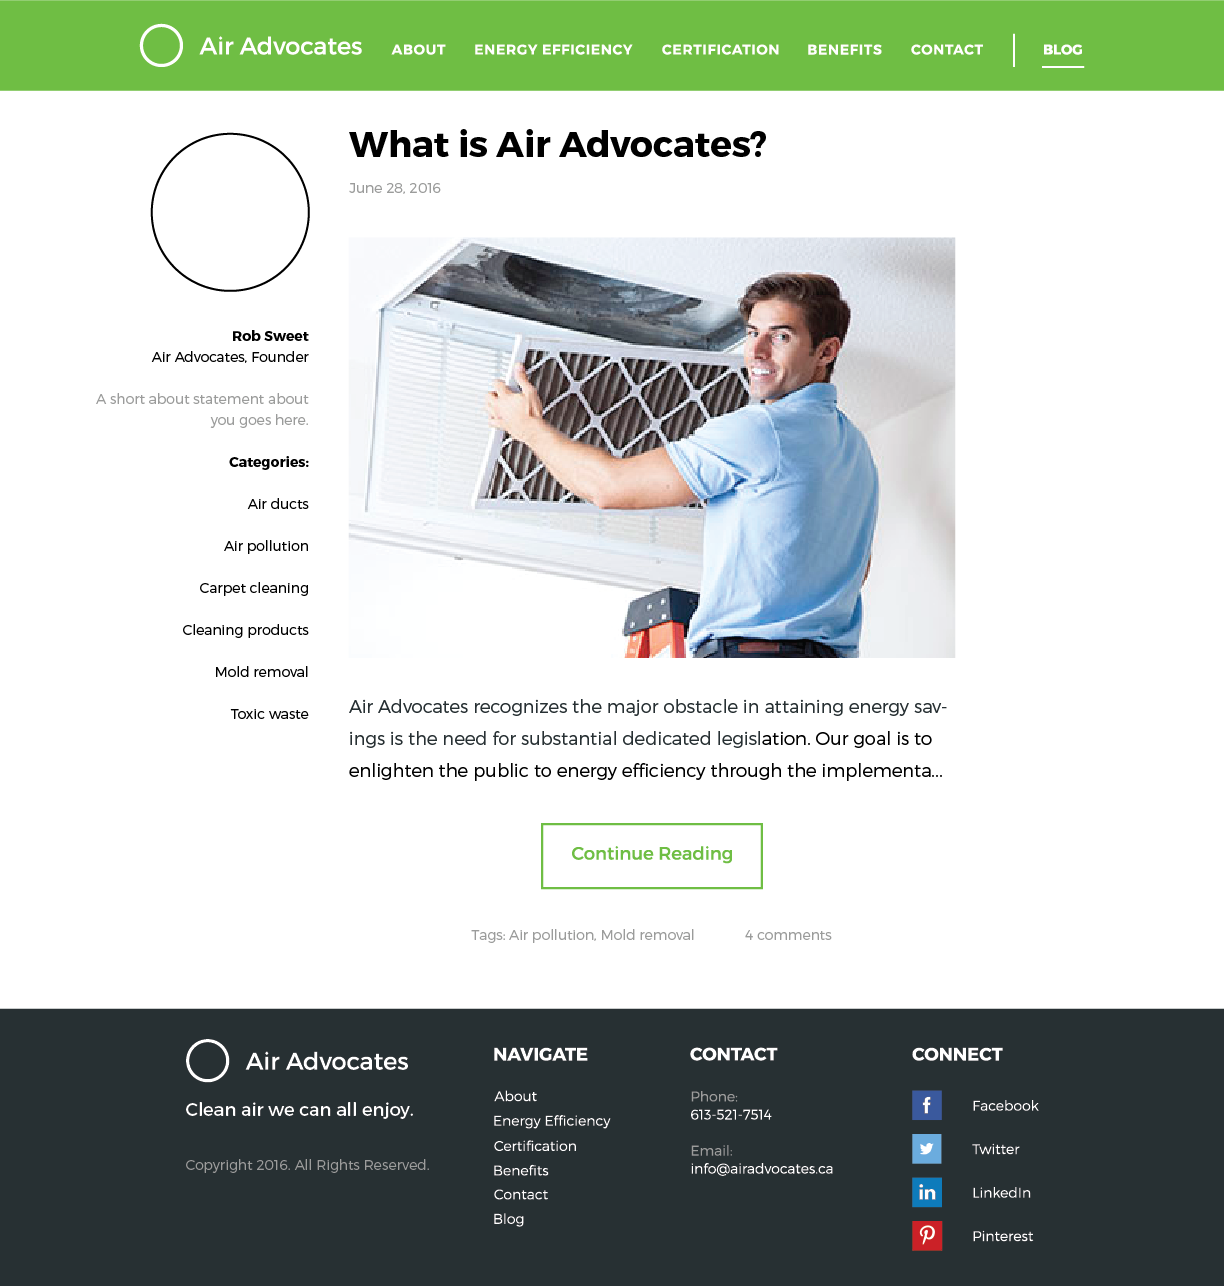 Air Advocates
ABOUT
ENERGY EFFICIENCY
CERTIFICATION
BENEFITS
CONTACT
BLOG
What is Air Advocates?
June 28, 2016
Rob Sweet
Air Advocates, Founder
A short about statement about
you goes here.
Categories:
Air ducts
Air pollution
Carpet cleaning
Cleaning products
Mold removal
Toxic waste
Air Advocates recognizes the major obstacle in attaining energy sav-
ings is the need for substantial dedicated legislation. Our goal is to
enlighten the public to energy efficiency through the implementa...
Continue Reading
Tags: Air pollution, Mold removal
4 comments
Air Advocates
Clean air we can all enjoy.
Copyright 2016. All Rights Reserved.
NAVIGATE
About
Energy Efficiency
Certification
Benefits
Contact
Blog
CONTACT
Phone:
613-521-7514
Email:
info@airadvocates.ca
CONNECT
Facebook
Twitter
LinkedIn
Pinterest